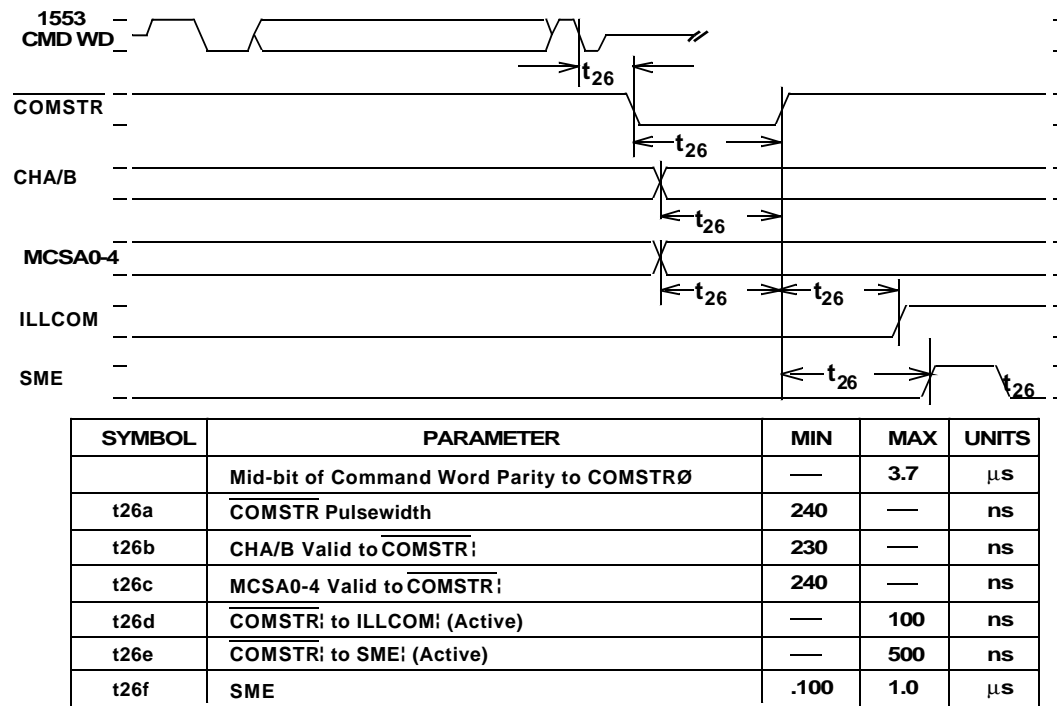 1553
CMD WD
t26
COMSTR
t26
CHA/B
t26
MCSA0-4
t26 t26
ILLCOM
SME
t26
t26
SYMBOL PARAMETER MIN MAX UNITS
Mid-bit of Command Word Parity to COMSTRØ — 3.7 μs
t26a COMSTR Pulsewidth 240 — ns
t26b CHA/B Valid to COMSTR¦ 230 — ns
t26c MCSA0-4 Valid to COMSTR¦ 240 — ns
t26d COMSTR¦ to ILLCOM¦ (Active) — 100 ns
t26e COMSTR¦ to SME¦ (Active) — 500 ns
t26f SME .100 1.0 μs